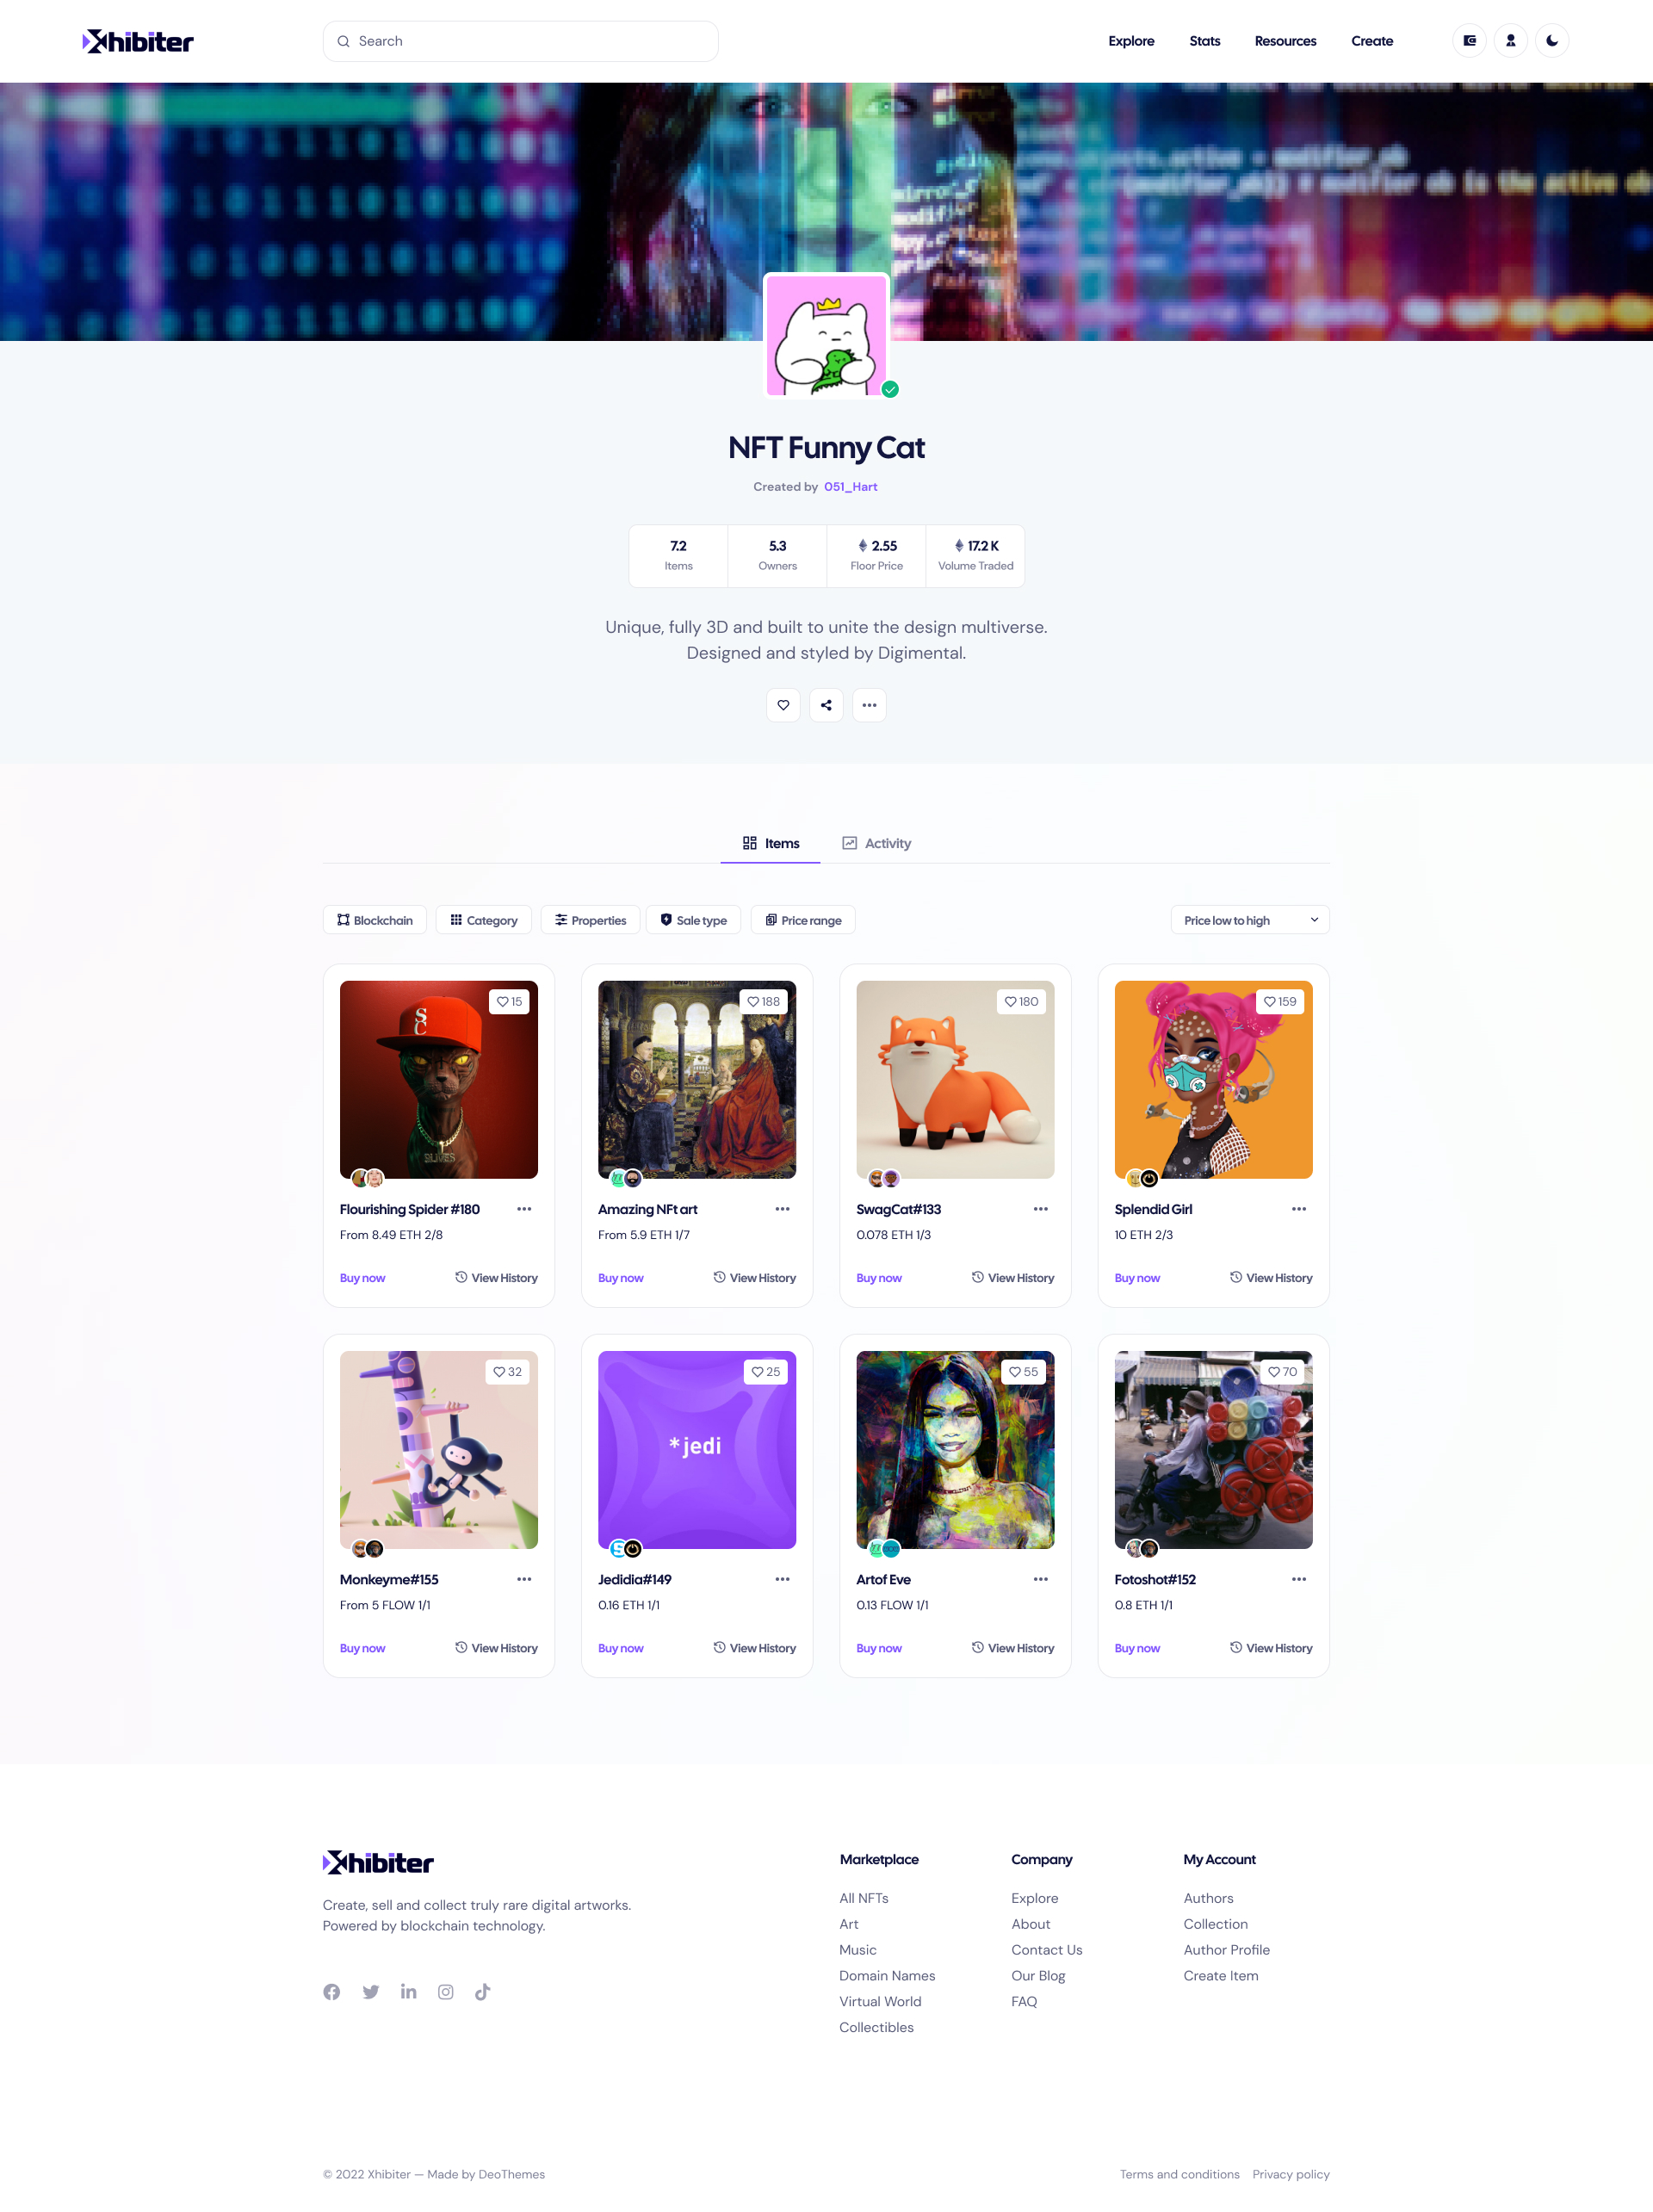 Xhibiter
Search
Explore
Stats
Resources
Create
mirror_ob
modifier_ob
NFT Funny Cat
Created by 051_Hart
7.2
Items
5.3
Owners
2.55
Floor Price
17.2 K
Volume Traded
Unique, fully 3D and built to unite the design multiverse.
Designed and styled by Digimental.
Items
Activity
Blockchain
Category
Properties
Sale type
Price range
Price low to high
15
SC
Flourishing Spider #180
From 8.49 ETH 2/8
Buy now
View History
188
Amazing NFt art
From 5.9 ETH 1/7
Buy now
View History
180
SwagCat#133
0.078 ETH 1/3
Buy now
View History
159
Splendid Girl
10 ETH 2/3
Buy now
View History
32
Monkeyme#155
From 5 FLOW 1/1
Buy now
View History
25
*jedi
Jedidia#149
0.16 ETH 1/1
Buy now
View History
55
Artof Eve
0.13 FLOW 1/1
Buy now
View History
70
Fotoshot#152
0.8 ETH 1/1
Buy now
View History
Xhibiter
Create, sell and collect truly rare digital artworks.
Powered by blockchain technology.
Marketplace
All NFTs
Art
Music
Domain Names
Virtual World
Collectibles
Company
Explore
About
Contact Us
Our Blog
FAQ
My Account
Authors
Collection
Author Profile
Create Item
© 2022 Xhibiter — Made by DeoThemes
Terms and conditions
Privacy policy